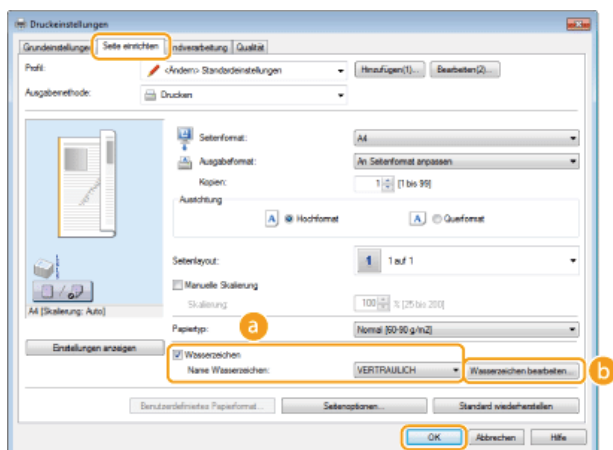 Druckeinstellungen
Grundeinstellungen Seite einrichten Endverarbeitung Qualität
Profil: <Ändern> Standardeinstellungen Hinzufügen(1)... Bearbeiten(2)...
Ausgabemethode: Drucken
Seitenformat: A4
Ausgabeformat: An Seitenformat anpassen
Kopien: 1 [1 bis 99]
Ausrichtung
A Hochformat A Querformat
Seitenlayout: 1 1 auf 1
Manuelle Skalierung
Skalierung: 100 % [25 bis 200]
A4 [Skalierung: Auto]
a
Papiertyp: Normal [60-90 g/m2]
Einstellungen anzeigen
Wasserzeichen
Name Wasserzeichen: VERTRAULICH Wasserzeichen bearbeiten... b
Benutzerdefiniertes Papierformat... Seitenoptionen... Standard wiederherstellen
OK Abbrechen Hilfe